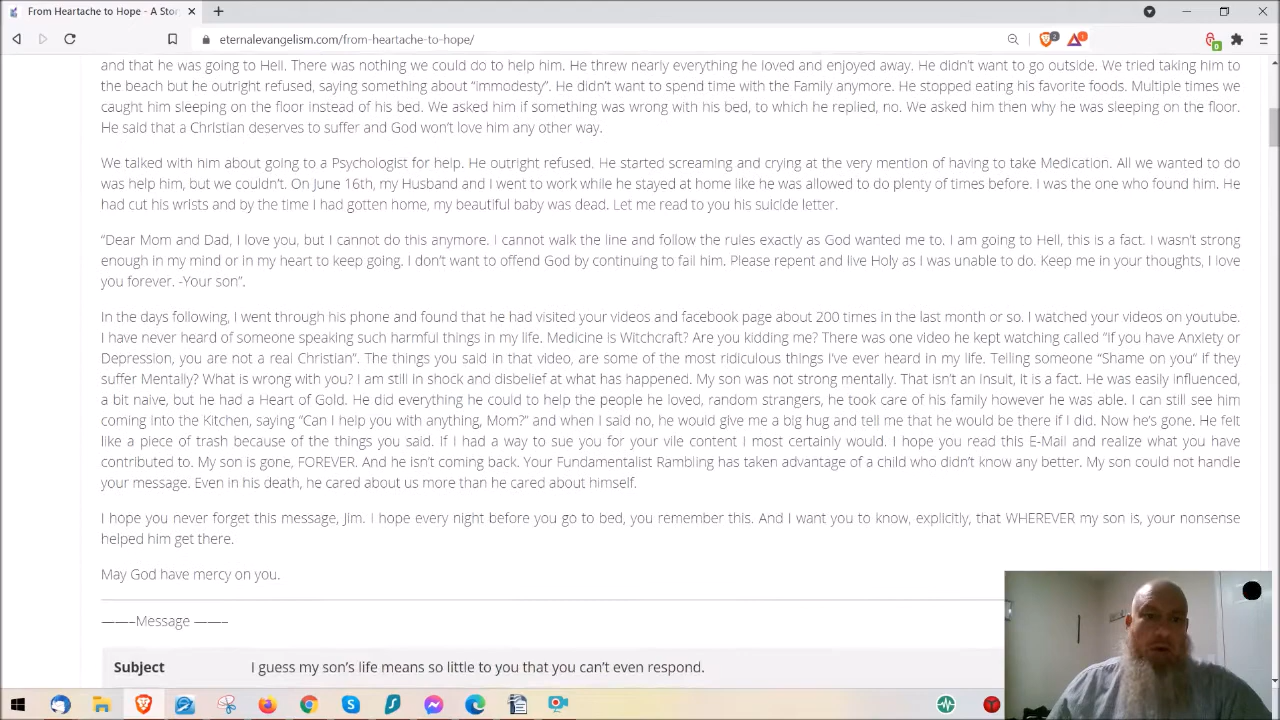 From Heartache to Hope - A Stor
eternalevangelism.com/from-heartache-to-hope/
2
1
0
and that he was going to Hell. There was nothing we could do to help him. He threw nearly everything he loved and enjoyed away. He didn't want to go outside. We tried taking him to
the beach but he outright refused, saying something about "Immodesty". He didn't want to spend time with the Family anymore. He stopped eating his favorite foods. Multiple times we
caught him sleeping on the floor instead of his bed. We asked him if something was wrong with his bed, to which he replied, no. We asked him then why he was sleeping on the floor.
He said that a Christian deserves to suffer and God won't love him any other way.
We talked with him about going to a Psychologist for help. He outright refused. He started screaming and crying at the very mention of having to take Medication. All we wanted to do
was help him, but we couldn't. On June 16th, my Husband and I went to work while he stayed at home like he was allowed to do plenty of times before. I was the one who found him. He
had cut his wrists and by the time I had gotten home, my beautiful baby was dead. Let me read to you his suicide letter.
"Dear Mom and Dad, I love you, but I cannot do this anymore. I cannot walk the line and follow the rules exactly as God wanted me to. I am going to Hell, this is a fact. I wasn't strong
enough in my mind or in my heart to keep going. I don't want to offend God by continuing to fail him. Please repent and live Holy as I was unable to do. Keep me in your thoughts, I love
you forever. -Your son".
In the days following, I went through his phone and found that he had visited your videos and facebook page about 200 times in the last month or so. I watched your videos on youtube.
I have never heard of someone speaking such harmful things in my life. Medicine is Witchcraft? Are you kidding me? There was one video he kept watching called "If you have Anxiety or
Depression, you are not a real Christian". The things you said in that video, are some of the most ridiculous things I've ever heard in my life. Telling someone "Shame on you" if they
suffer Mentally? What is wrong with you? I am still in shock and disbelief at what has happened. My son was not strong mentally. That isn't an insult, it is a fact. He was easily influenced,
a bit naive, but he had a Heart of Gold. He did everything he could to help the people he loved, random strangers, he took care of his family however he was able. I can still see him
coming into the Kitchen, saying "Can I help you with anything, Mom?" and when I said no, he would give me a big hug and tell me that he would be there if I did. Now he's gone. He felt
like a piece of trash because of the things you said. If I had a way to sue you for your vile content I most certainly would. I hope you read this E-Mail and realize what you have
contributed to. My son is gone, FOREVER. And he isn't coming back. Your Fundamentalist Rambling has taken advantage of a child who didn't know any better. My son could not handle
your message. Even in his death, he cared about us more than he cared about himself.
I hope you never forget this message, Jim. I hope every night before you go to bed, you remember this. And I want you to know, explicitly, that WHEREVER my son is, your nonsense
helped him get there.
May God have mercy on you.
——–Message ——–
Subject I guess my son's life means so little to you that you can't even respond.